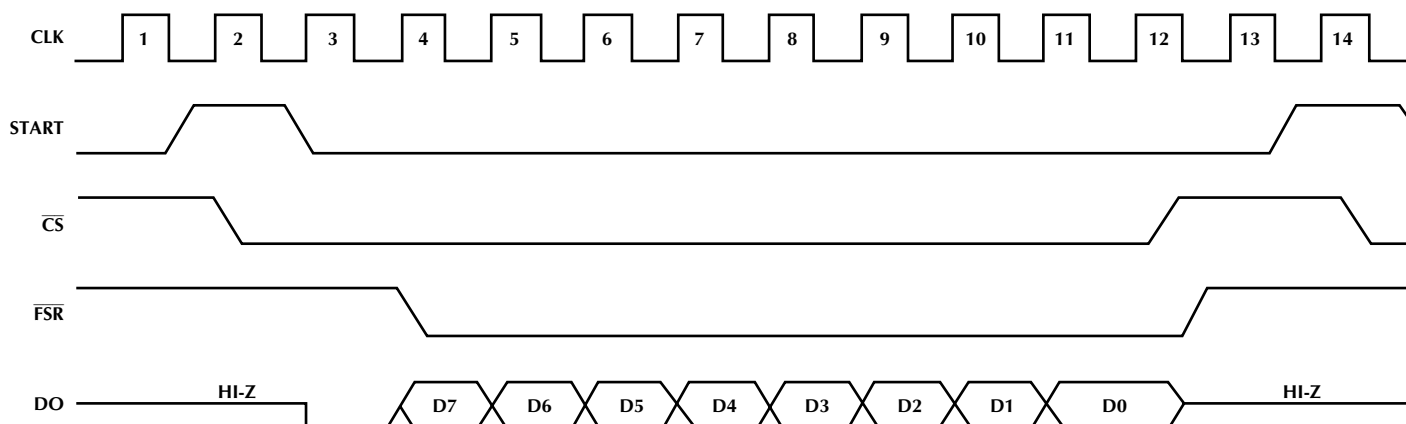 CLK 1 2 3 4 5 6 7 8 9 10 11 12 13 14
START
CS
FSR
DO HI-Z D7 D6 D5 D4 D3 D2 D1 D0 HI-Z